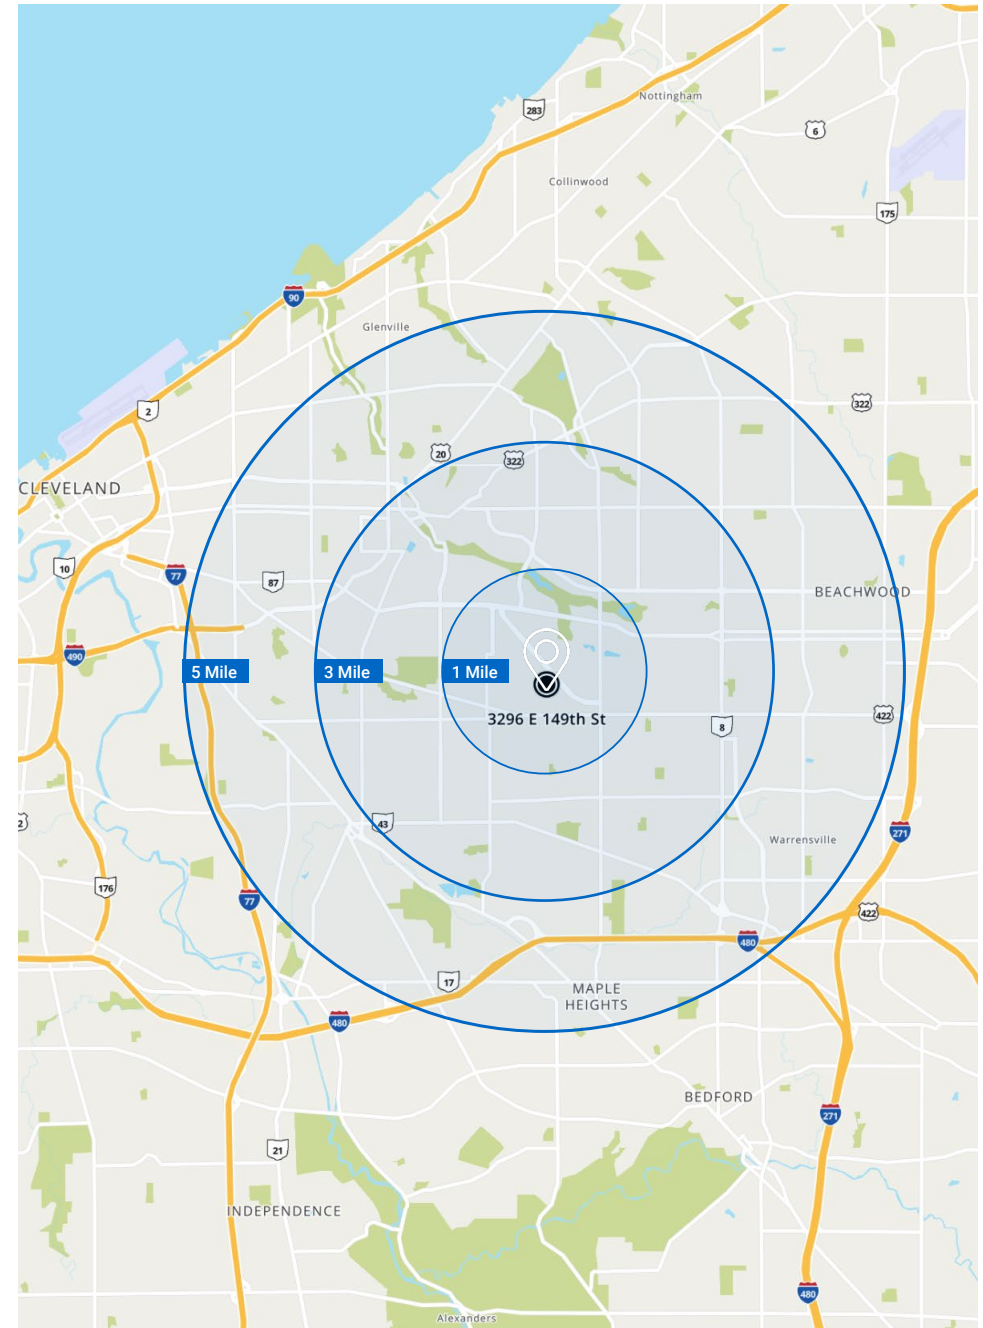 Nottingham
283
6
Collinwood
175
90
Glenville
2
322
20
322
CLEVELAND
10
77
87
BEACHWOOD
490
5 Mile
3 Mile
1 Mile
3296 E 149th St
422
8
2
43
271
Warrensville
176
77
422
480
17
MAPLE
HEIGHTS
480
BEDFORD
271
21
INDEPENDENCE
480
Alexanders